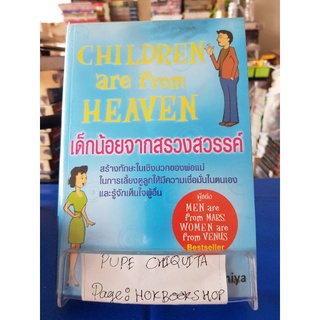 CHILDREN
are from
HEAVEN
เด็กน้อยจากสรวงสวรรค์
สร้างทักษะในเชิงบวกของพ่อแม่
ในการเลี้ยงดูลูกให้มีความเชื่อมั่นในตนเอง
และรู้จักเห็นใจผู้อื่น
ผู้แต่ง
MEN are
from MARS
WOMEN are
from VENUS
Bestseller
PUPE CHIQUITA
Page: HOKBOOKSHOP